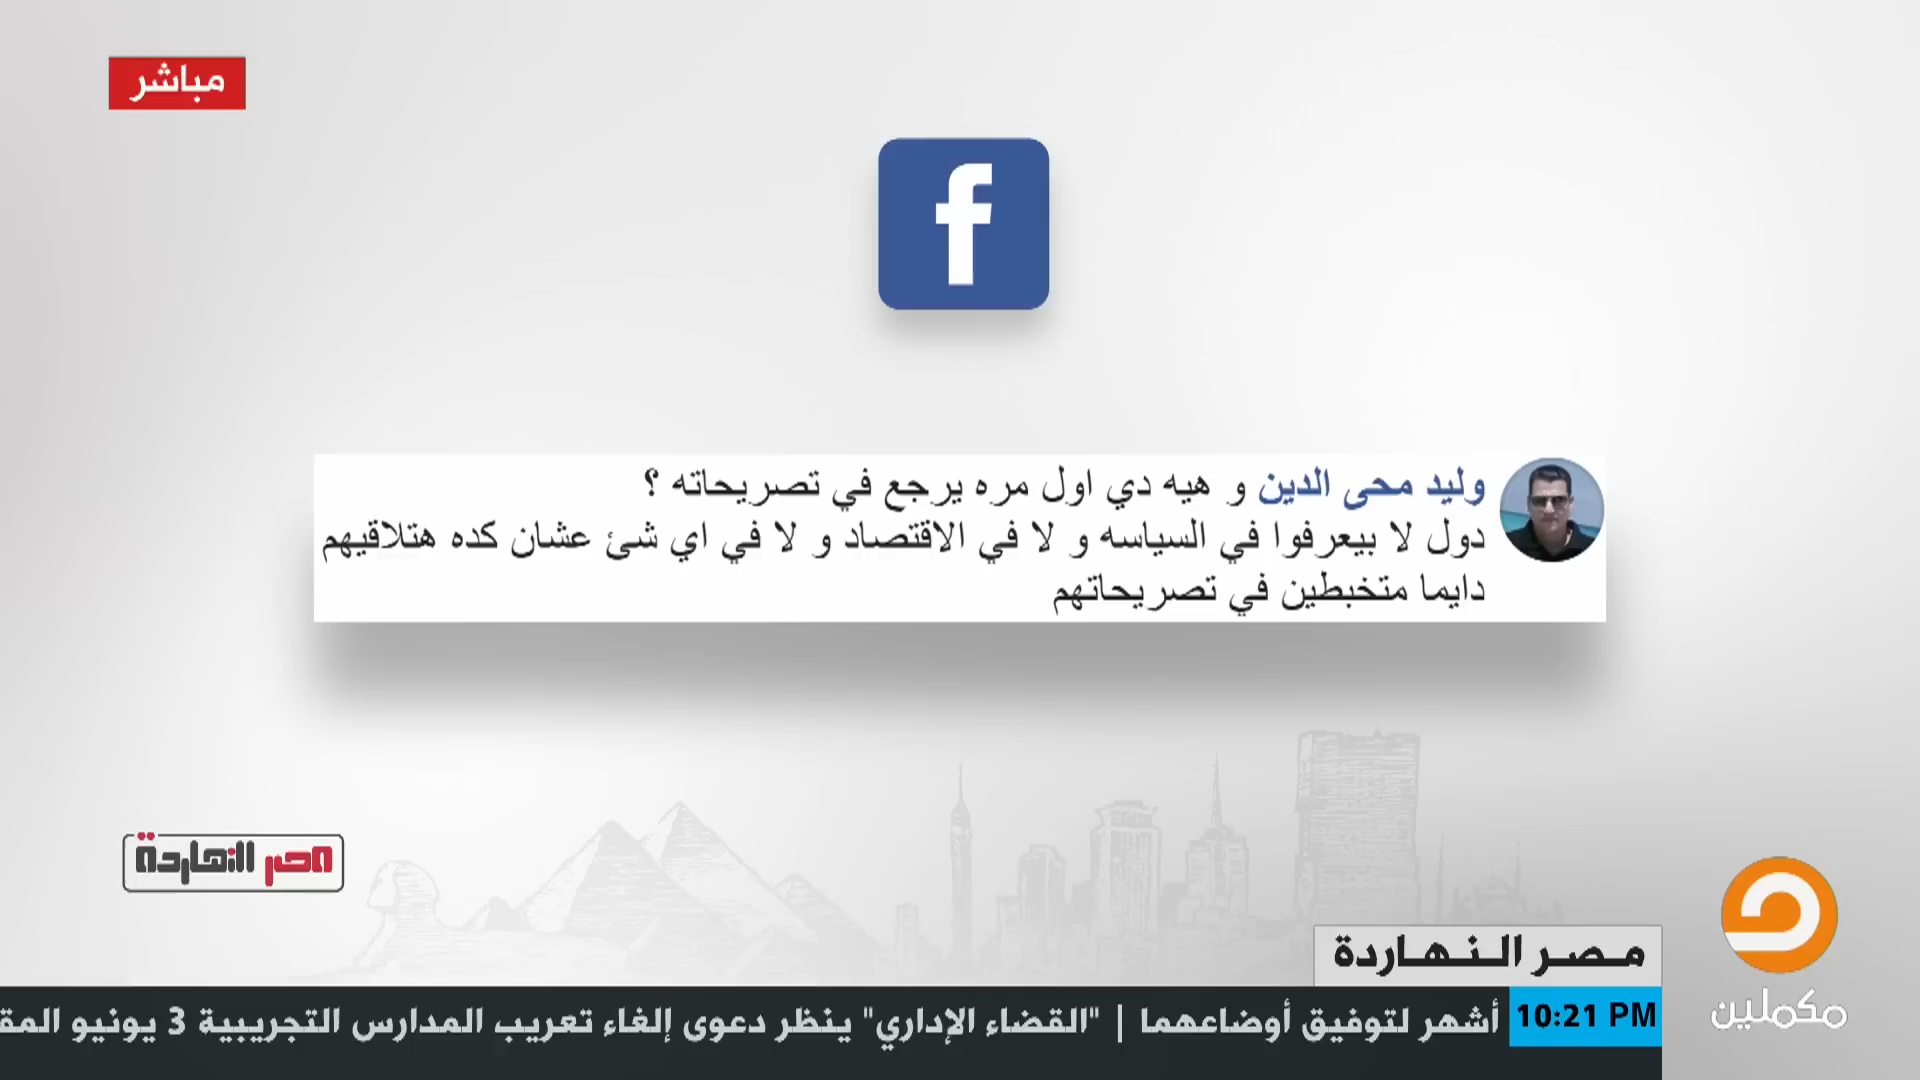 مباشر
f
وليد محى الدين و هيه دي اول مره يرجع في تصريحاته ؟
دول لا بيعرفوا في السياسه و لا في الاقتصاد و لا في اي شئ عشان كده هتلاقيهم
دايما متخبطين في تصريحاتهم
مصر النهاردة
مصر النهاردة
10:21 PM
أشهر لتوفيق أوضاعهما | "القضاء الإداري" ينظر دعوى إلغاء تعريب المدارس التجريبية 3 يونيو
مكملين